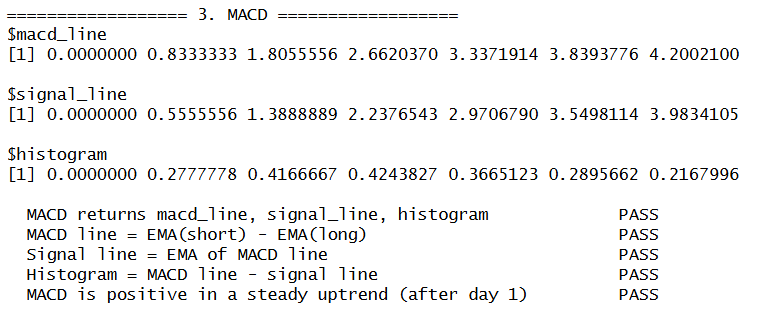 ================== 3. MACD ==================
$macd_line
[1] 0.0000000 0.8333333 1.8055556 2.6620370 3.3371914 3.8393776 4.2002100
$signal_line
[1] 0.0000000 0.5555556 1.3888889 2.2376543 2.9706790 3.5498114 3.9834105
$histogram
[1] 0.0000000 0.2777778 0.4166667 0.4243827 0.3665123 0.2895662 0.2167996
MACD returns macd_line, signal_line, histogram PASS
MACD line = EMA(short) - EMA(long) PASS
Signal line = EMA of MACD line PASS
Histogram = MACD line - signal line PASS
MACD is positive in a steady uptrend (after day 1) PASS